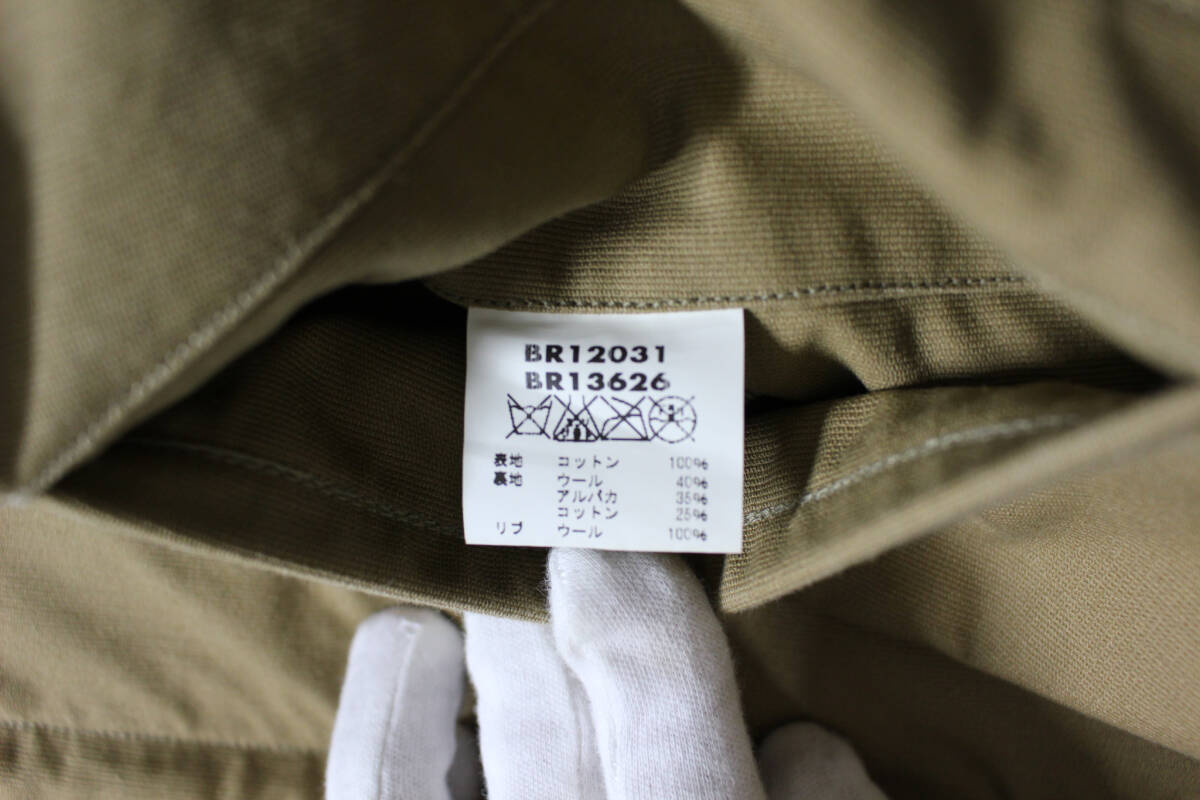 BR12031
BR13626
表地 コットン 100%
裏地 ウール 40%
アルパカ 35%
コットン 25%
リブ ウール 100%